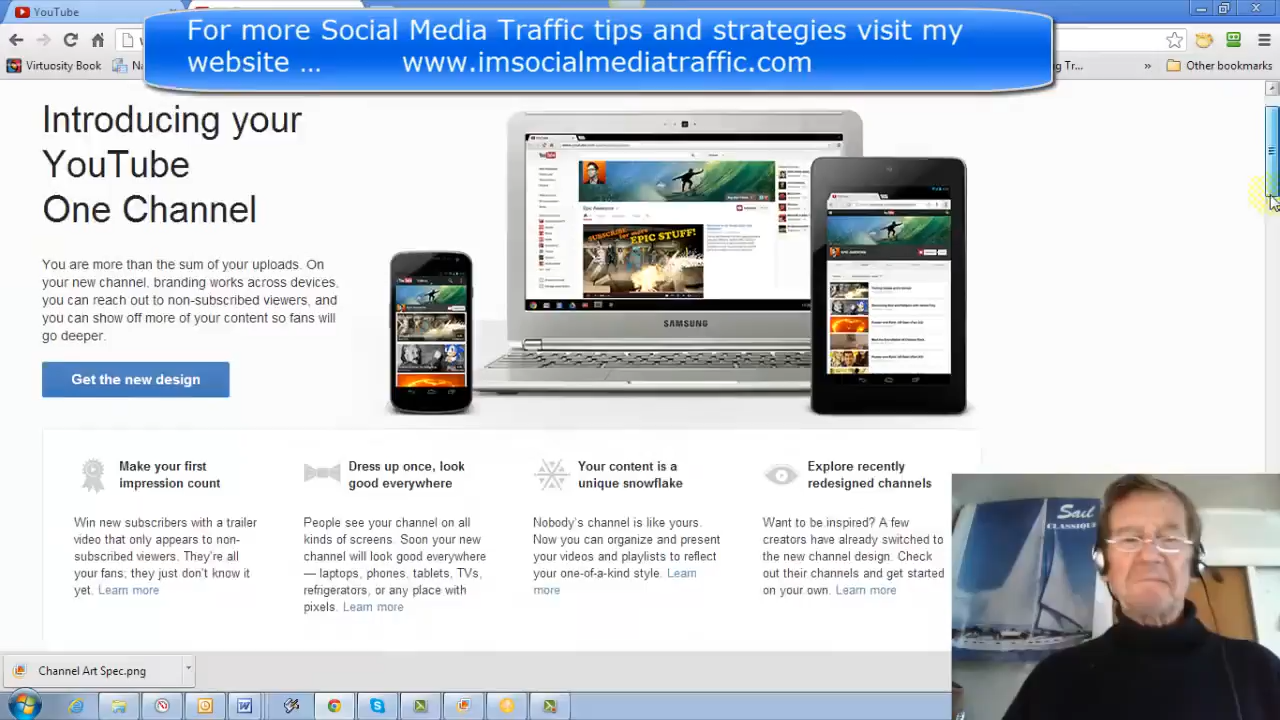 YouTube
For more Social Media Traffic tips and strategies visit my
website ... www.imsocialmediatraffic.com
Virtuosity Book
Other bookmarks
Introducing your
YouTube
One Channel
You are more than the sum of your uploads. On
your new channel, branding works across devices,
you can reach out to non-subscribed viewers, and
you can show off more of your content so fans will
go deeper.
Get the new design
SUBSCRIBE for more
EPIC STUFF!
SAMSUNG
Make your first
impression count
Win new subscribers with a trailer
video that only appears to non-
subscribed viewers. They're all
your fans; they just don't know it
yet. Learn more
Dress up once, look
good everywhere
People see your channel on all
kinds of screens. Soon your new
channel will look good everywhere
— laptops, phones, tablets, TVs,
refrigerators, or any place with
pixels. Learn more
Your content is a
unique snowflake
Nobody's channel is like yours.
Now you can organize and present
your videos and playlists to reflect
your one-of-a-kind style. Learn
more
Explore recently
redesigned channels
Want to be inspired? A few
creators have already switched to
the new channel design. Check
out their channels and get started
on your own. Learn more
Sail
CLASSIQUE
Channel Art Spec.png